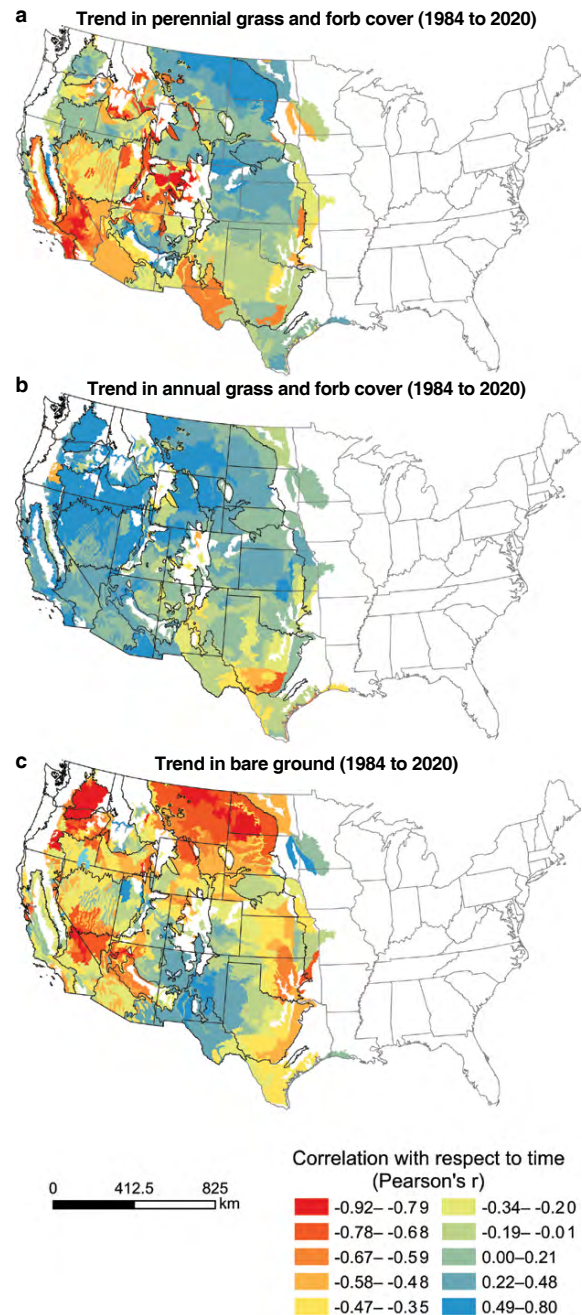 a
Trend in perennial grass and forb cover (1984 to 2020)
b
Trend in annual grass and forb cover (1984 to 2020)
c
Trend in bare ground (1984 to 2020)
0 412.5 825
km
Correlation with respect to time
(Pearson's r)
-0.92– -0.79
-0.78– -0.68
-0.67– -0.59
-0.58– -0.48
-0.47– -0.35
-0.34– -0.20
-0.19– -0.01
0.00–0.21
0.22–0.48
0.49–0.80